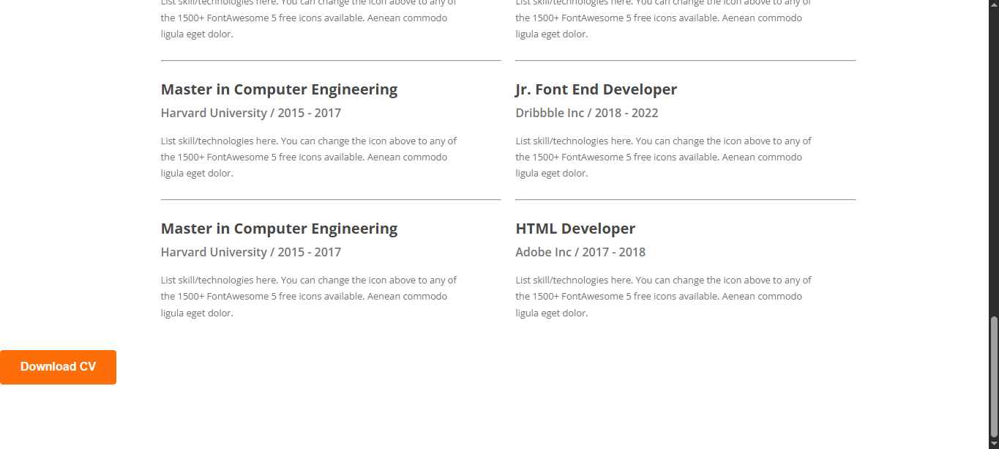 List skill/technologies here. You can change the icon above to any of
the 1500+ FontAwesome 5 free icons available. Aenean commodo
ligula eget dolor.
Master in Computer Engineering
Harvard University / 2015 - 2017
List skill/technologies here. You can change the icon above to any of
the 1500+ FontAwesome 5 free icons available. Aenean commodo
ligula eget dolor.
Master in Computer Engineering
Harvard University / 2015 - 2017
List skill/technologies here. You can change the icon above to any of
the 1500+ FontAwesome 5 free icons available. Aenean commodo
ligula eget dolor.
List skill/technologies here. You can change the icon above to any of
the 1500+ FontAwesome 5 free icons available. Aenean commodo
ligula eget dolor.
Jr. Font End Developer
Dribbble Inc / 2018 - 2022
List skill/technologies here. You can change the icon above to any of
the 1500+ FontAwesome 5 free icons available. Aenean commodo
ligula eget dolor.
HTML Developer
Adobe Inc / 2017 - 2018
List skill/technologies here. You can change the icon above to any of
the 1500+ FontAwesome 5 free icons available. Aenean commodo
ligula eget dolor.
Download CV